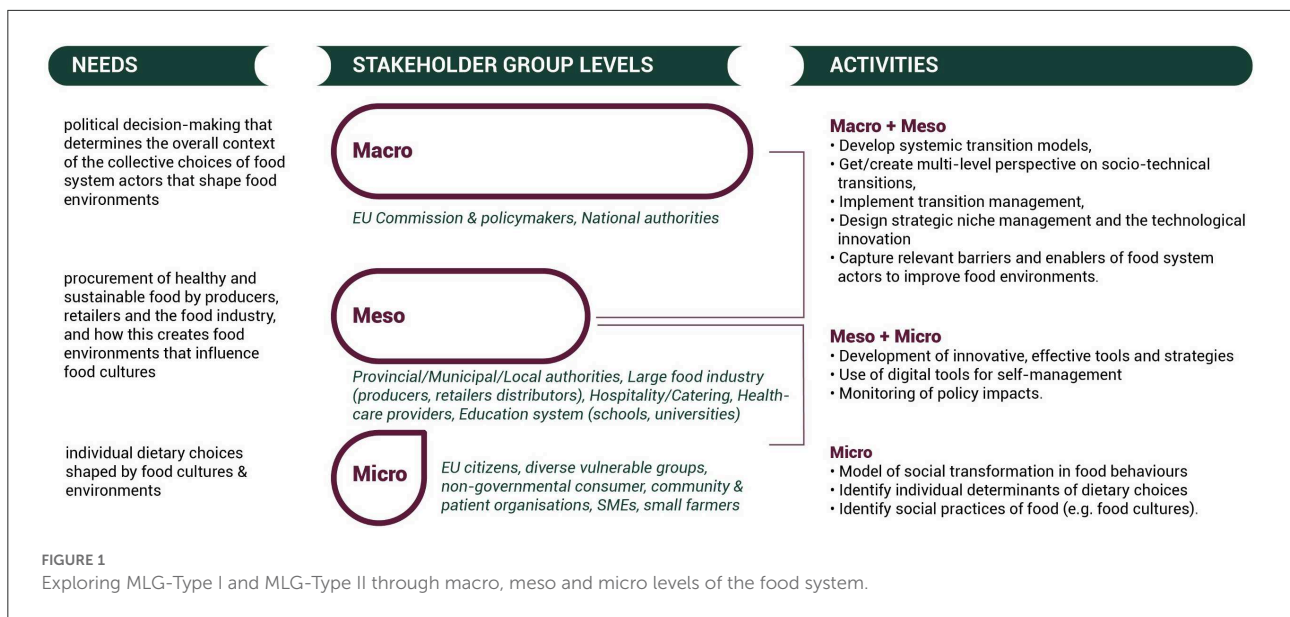 NEEDS
STAKEHOLDER GROUP LEVELS
ACTIVITIES
political decision-making that
determines the overall context
of the collective choices of food
system actors that shape food
environments
Macro
EU Commission & policymakers, National authorities
Macro + Meso
• Develop systemic transition models,
• Get/create multi-level perspective on socio-technical
transitions,
• Implement transition management,
• Design strategic niche management and the technological
innovation
• Capture relevant barriers and enablers of food system
actors to improve food environments.
procurement of healthy and
sustainable food by producers,
retailers and the food industry,
and how this creates food
environments that influence
food cultures
Meso
Provincial/Municipal/Local authorities, Large food industry
(producers, retailers distributors), Hospitality/Catering, Health-
care providers, Education system (schools, universities)
Meso + Micro
• Development of innovative, effective tools and strategies
• Use of digital tools for self-management
• Monitoring of policy impacts.
individual dietary choices
shaped by food cultures &
environments
Micro
EU citizens, diverse vulnerable groups,
non-governmental consumer, community &
patient organisations, SMEs, small farmers
Micro
• Model of social transformation in food behaviours
• Identify individual determinants of dietary choices
• Identify social practices of food (e.g. food cultures).
FIGURE 1
Exploring MLG-Type I and MLG-Type II through macro, meso and micro levels of the food system.